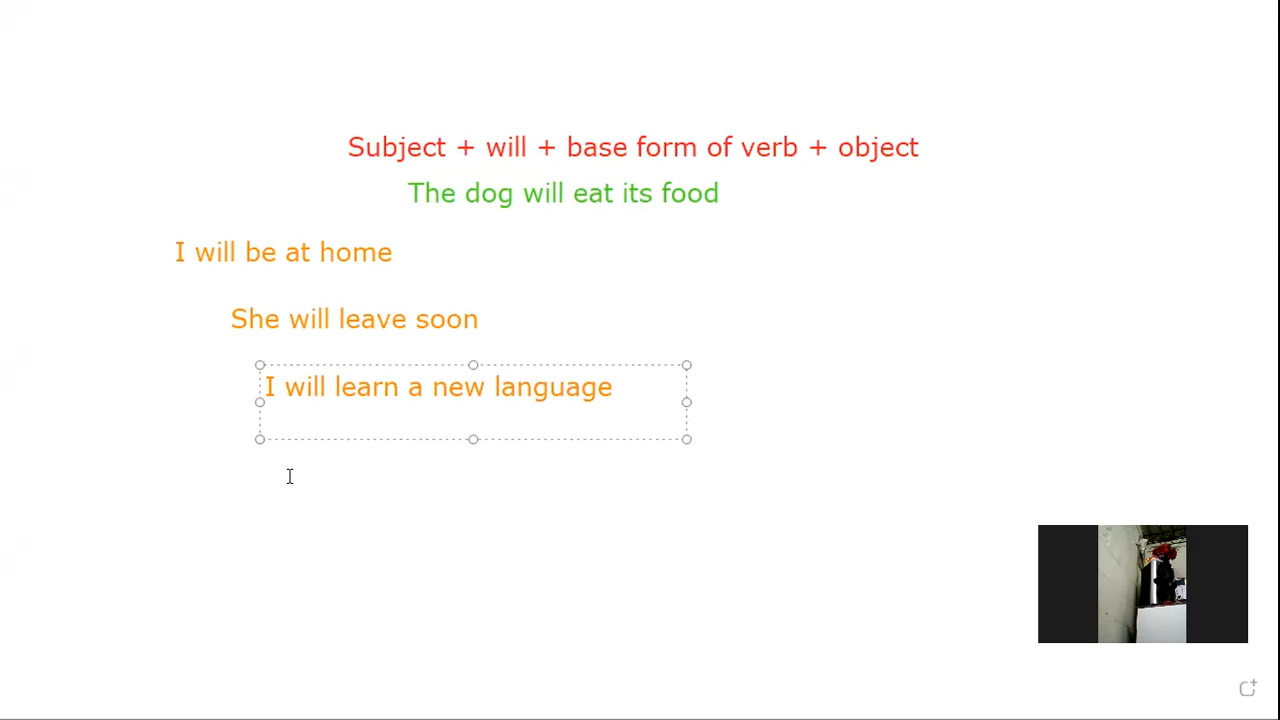 Subject + will + base form of verb + object
The dog will eat its food
I will be at home
She will leave soon
I will learn a new language